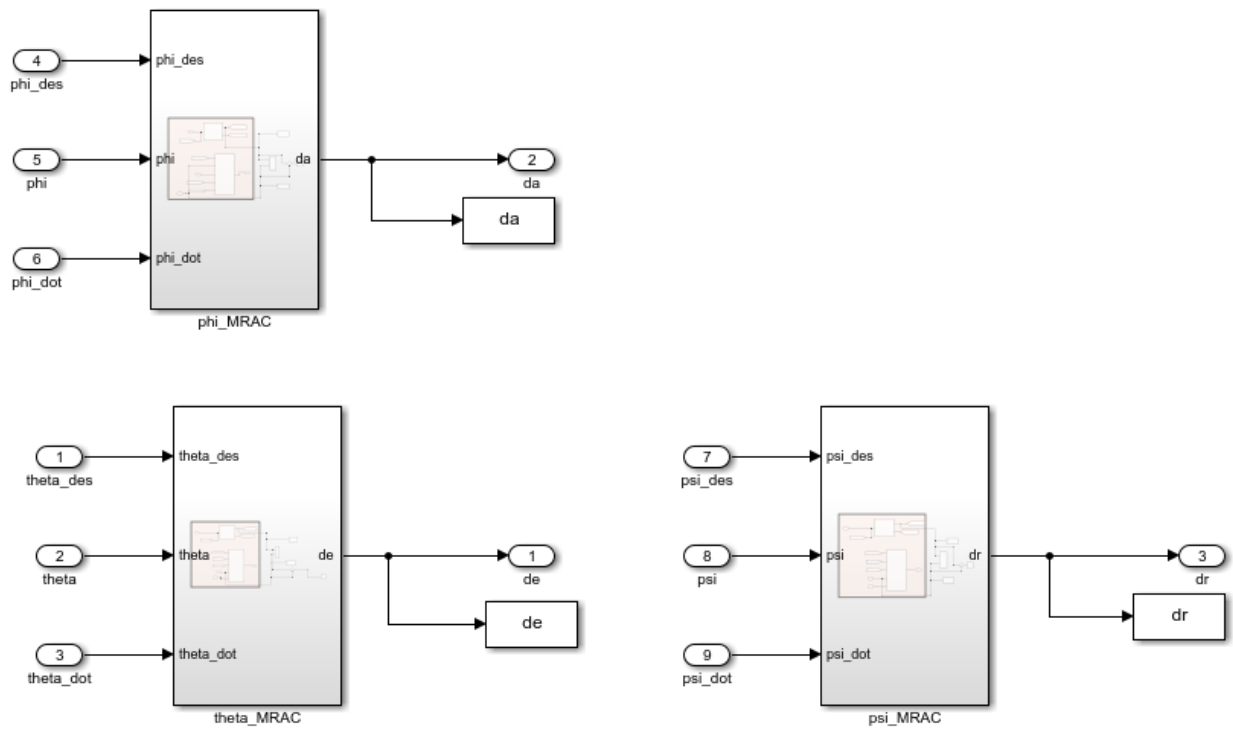 4
phi_des
phi_des
5
phi
phi
da
2
da
da
6
phi_dot
phi_dot
phi_MRAC
1
theta_des
theta_des
2
theta
theta
de
1
de
de
3
theta_dot
theta_dot
theta_MRAC
7
psi_des
psi_des
8
psi
psi
dr
3
dr
dr
9
psi_dot
psi_dot
psi_MRAC